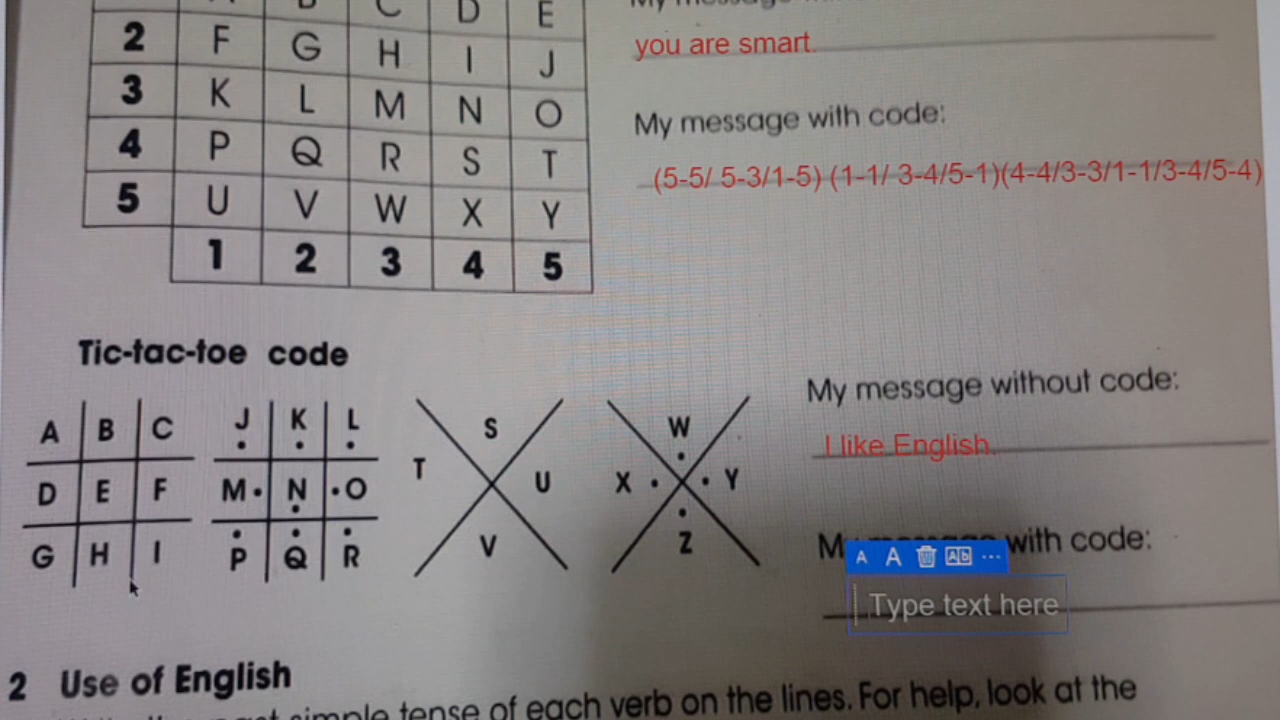 B C D E
2 F G H I J
3 K L M N O
4 P Q R S T
5 U V W X Y
1 2 3 4 5
you are smart.
My message with code:
(5-5/ 5-3/1-5) (1-1/ 3-4/5-1)(4-4/3-3/1-1/3-4/5-4)
Tic-tac-toe code
A B C
D E F
G H I
J K L
M N O
P Q R
S
T U
V
W
X Y
Z
My message without code:
I like English.
with code:
A A Ab ...
Type text here
2 Use of English
simple tense of each verb on the lines. For help, look at the